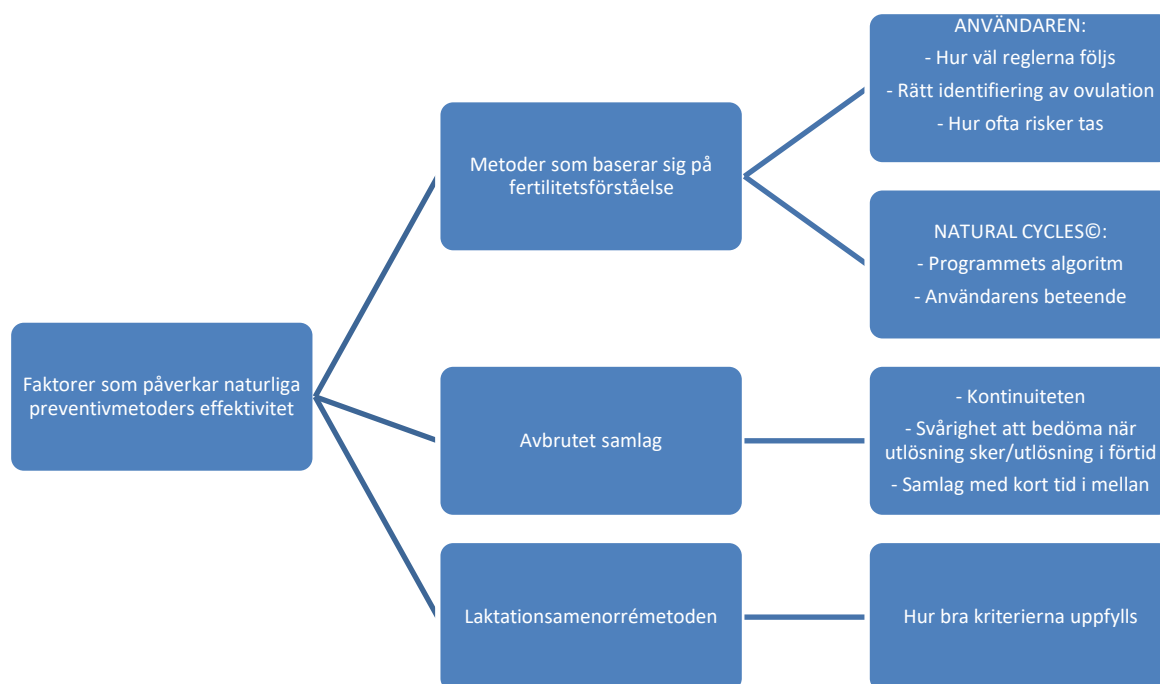 Faktorer som påverkar naturliga
preventivmetoders effektivitet
Metoder som baserar sig på
fertilitetsförståelse
ANVÄNDAREN:
- Hur väl reglerna följs
- Rätt identifiering av ovulation
- Hur ofta risker tas
NATURAL CYCLES©:
- Programmets algoritm
- Användarens beteende
Avbrutet samlag
- Kontinuiteten
- Svårighet att bedöma när
utlösning sker/utlösning i förtid
- Samlag med kort tid i mellan
Laktationsamenorrémetoden
Hur bra kriterierna uppfylls